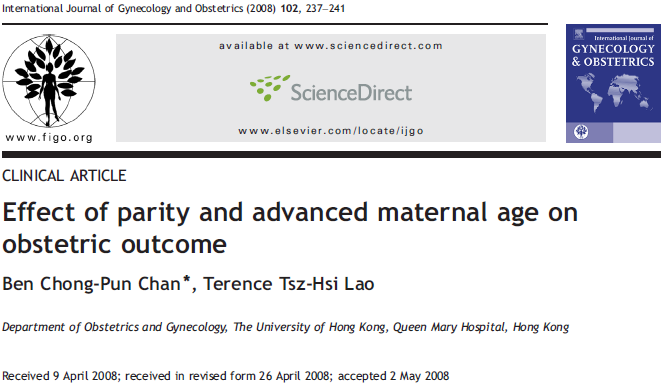 International Journal of Gynecology and Obstetrics (2008) 102, 237–241
available at www.sciencedirect.com
ScienceDirect
www.elsevier.com/locate/ijgo
www.figo.org
International Journal of
GYNECOLOGY
& OBSTETRICS
CLINICAL ARTICLE
Effect of parity and advanced maternal age on
obstetric outcome
Ben Chong-Pun Chan*, Terence Tsz-Hsi Lao
Department of Obstetrics and Gynecology, The University of Hong Kong, Queen Mary Hospital, Hong Kong
Received 9 April 2008; received in revised form 26 April 2008; accepted 2 May 2008